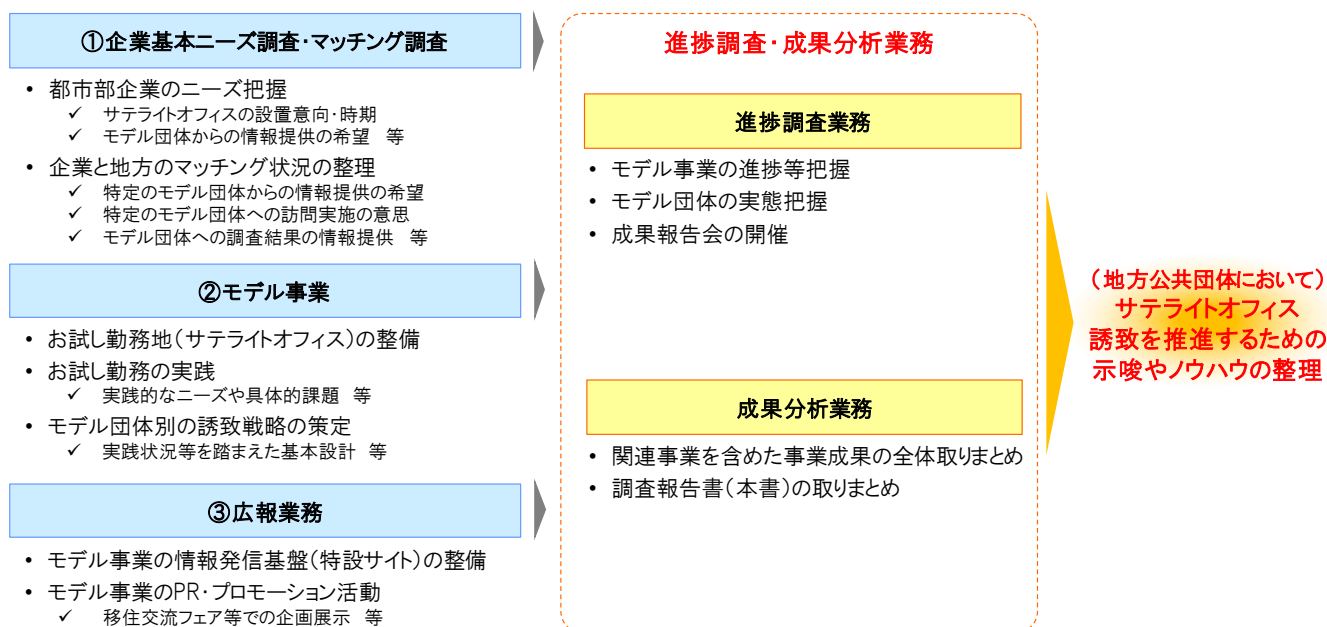 ①企業基本ニーズ調査・マッチング調査
• 都市部企業のニーズ把握
✓ サテライトオフィスの設置意向・時期
✓ モデル団体からの情報提供の希望 等
• 企業と地方のマッチング状況の整理
✓ 特定のモデル団体からの情報提供の希望
✓ 特定のモデル団体への訪問実施の意思
✓ モデル団体への調査結果の情報提供 等
②モデル事業
• お試し勤務地(サテライトオフィス)の整備
• お試し勤務の実践
✓ 実践的なニーズや具体的課題 等
• モデル団体別の誘致戦略の策定
✓ 実践状況等を踏まえた基本設計 等
③広報業務
• モデル事業の情報発信基盤(特設サイト)の整備
• モデル事業のPR・プロモーション活動
✓ 移住交流フェア等での企画展示 等
進捗調査・成果分析業務
進捗調査業務
• モデル事業の進捗等把握
• モデル団体の実態把握
• 成果報告会の開催
成果分析業務
• 関連事業を含めた事業成果の全体取りまとめ
• 調査報告書(本書)の取りまとめ
(地方公共団体において)
サテライトオフィス
誘致を推進するための
示唆やノウハウの整理